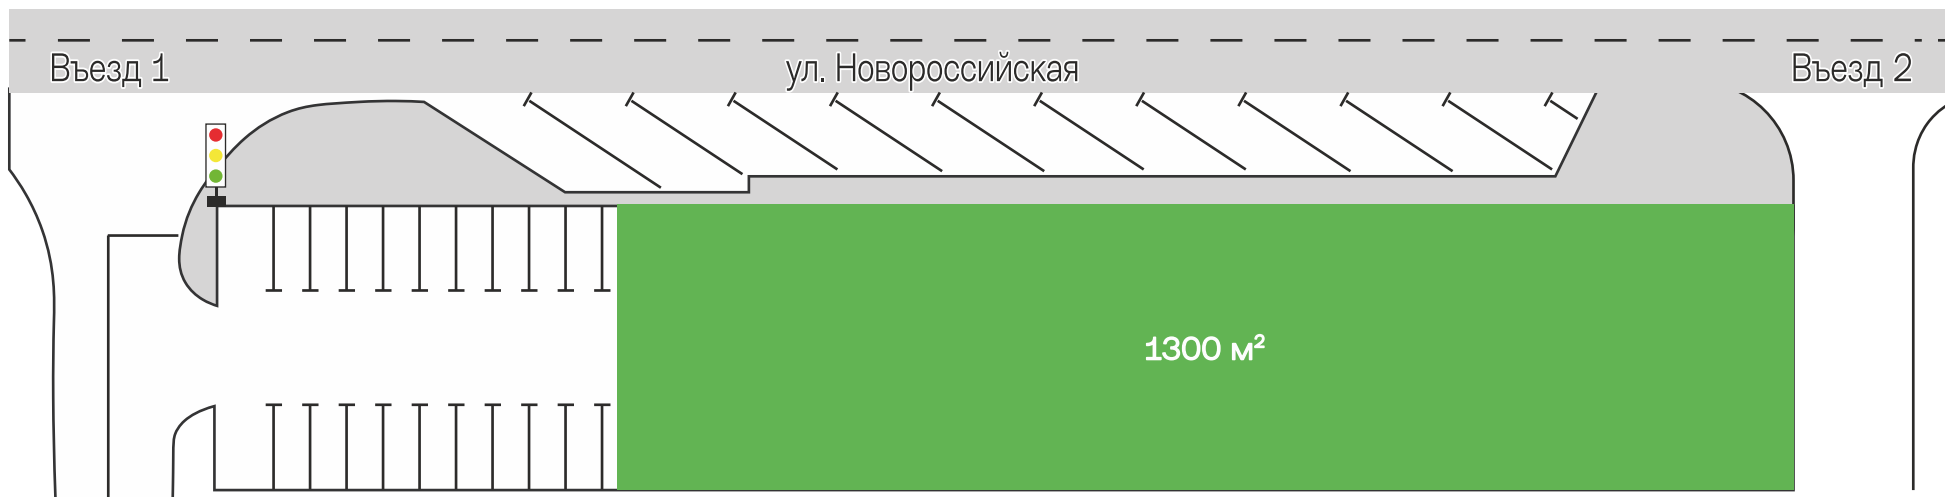 Въезд 1
ул. Новороссийская
Въезд 2
1300 м²